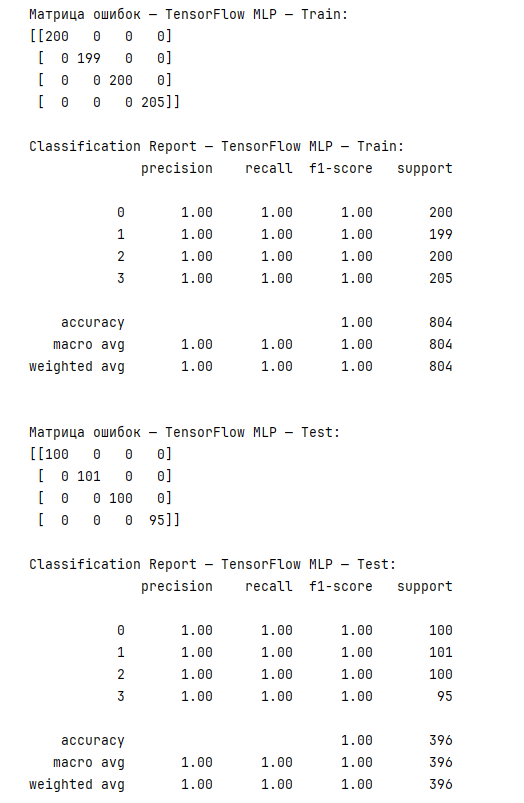 Матрица ошибок — TensorFlow MLP — Train:
[[200   0   0   0]
 [  0 199   0   0]
 [  0   0 200   0]
 [  0   0   0 205]]
Classification Report — TensorFlow MLP — Train:
              precision    recall  f1-score   support
           0       1.00      1.00      1.00       200
           1       1.00      1.00      1.00       199
           2       1.00      1.00      1.00       200
           3       1.00      1.00      1.00       205
    accuracy                           1.00       804
   macro avg       1.00      1.00      1.00       804
weighted avg       1.00      1.00      1.00       804
Матрица ошибок — TensorFlow MLP — Test:
[[100   0   0   0]
 [  0 101   0   0]
 [  0   0 100   0]
 [  0   0   0  95]]
Classification Report — TensorFlow MLP — Test:
              precision    recall  f1-score   support
           0       1.00      1.00      1.00       100
           1       1.00      1.00      1.00       101
           2       1.00      1.00      1.00       100
           3       1.00      1.00      1.00        95
    accuracy                           1.00       396
   macro avg       1.00      1.00      1.00       396
weighted avg       1.00      1.00      1.00       396